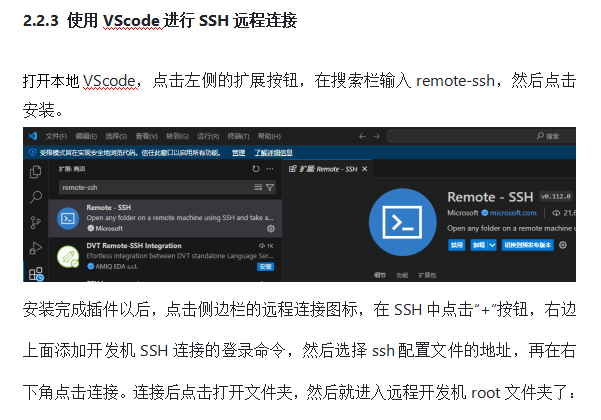 2.2.3 使用 VScode 进行 SSH 远程连接
打开本地 VScode，点击左侧的扩展按钮，在搜索栏输入 remote-ssh，然后点击
安装。
文件(F) 编辑(E) 选择(S) 查看(V) 转到(G) 运行(R) 终端(T) 帮助(H) 搜索
受限模式旨在实现安全地浏览代码。信任此窗口以启用所有功能。 管理 了解详细信息
扩展: 商店
扩展: Remote - SSH
remote-ssh
Remote - SSH
Open any folder on a remote machine using SSH and take a...
Microsoft
DVT Remote-SSH Integration 1K
Effortless integration between DVT standalone Language Ser...
AMIQ EDA s.r.l. 安装
Remote - SSH v0.112.0
Microsoft microsoft.com 21,6
Open any folder on a remote machine u
禁用 卸载 切换到预发布版本
细节 功能 扩展包
安装完成插件以后，点击侧边栏的远程连接图标，在 SSH 中点击“+”按钮，右边
上面添加开发机 SSH 连接的登录命令，然后选择 ssh 配置文件的地址，再在右
下角点击连接。连接后点击打开文件夹，然后就进入远程开发机 root 文件夹了：